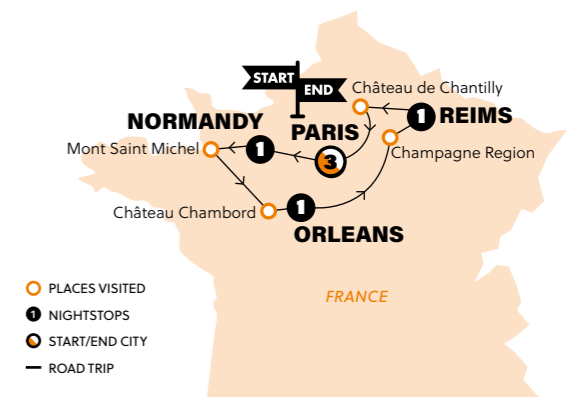 START
END
Château de Chantilly
NORMANDY
1
PARIS
1
REIMS
Mont Saint Michel
3
Champagne Region
Château Chambord
1
ORLEANS
PLACES VISITED
FRANCE
1 NIGHTSTOPS
START/END CITY
ROAD TRIP